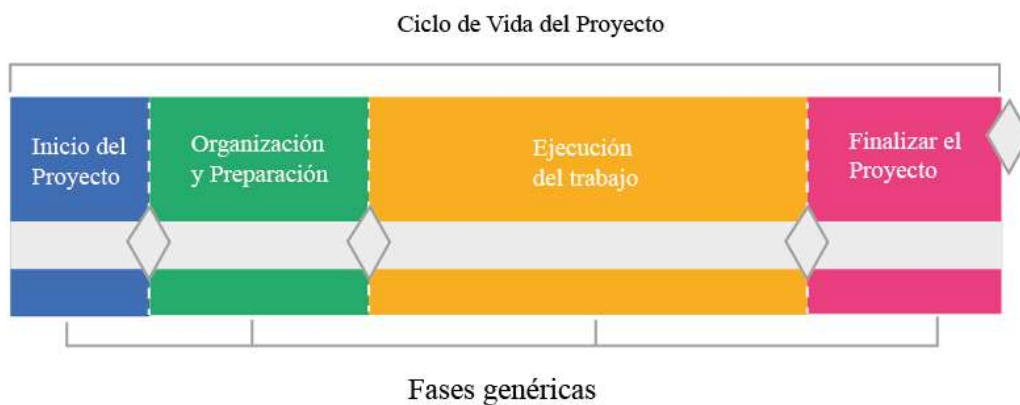 Ciclo de Vida del Proyecto
Inicio del
Proyecto
Organización
y Preparación
Ejecución
del trabajo
Finalizar el
Proyecto
Fases genéricas